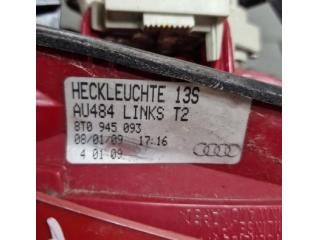 HECKLEUCHTE 13S
AU484 LINKS T2
8T0 945 093
08/01/09 17:16
4 01 09